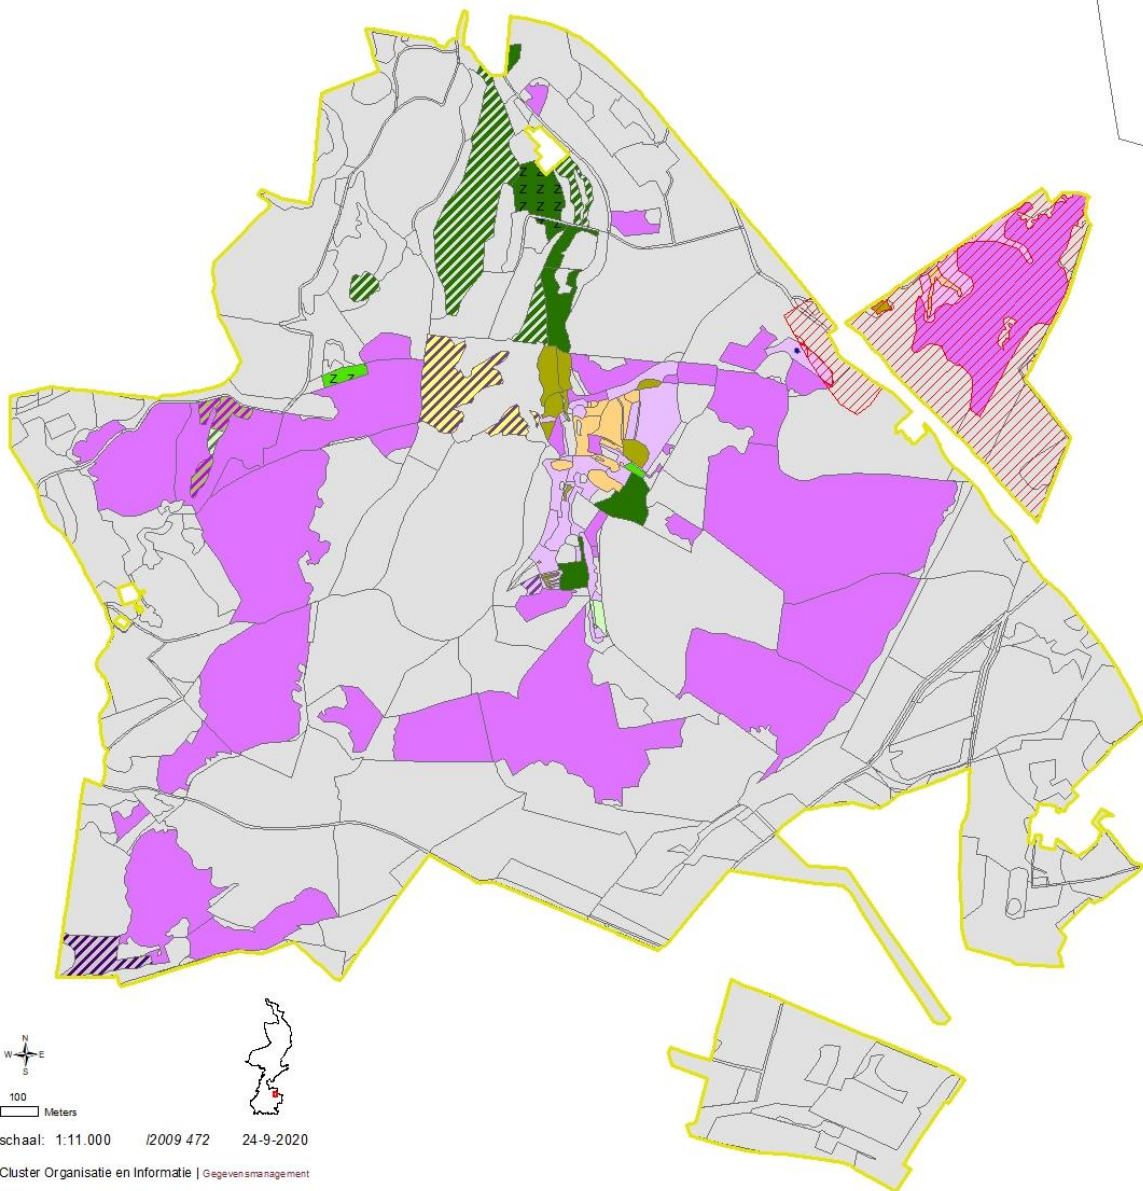 Z Z
Z Z Z
Z Z Z
Z
Z Z
N
W E
S
100
Meters
schaal: 1:11.000 I2009 472 24-9-2020
Cluster Organisatie en Informatie | Gegevensmanagement